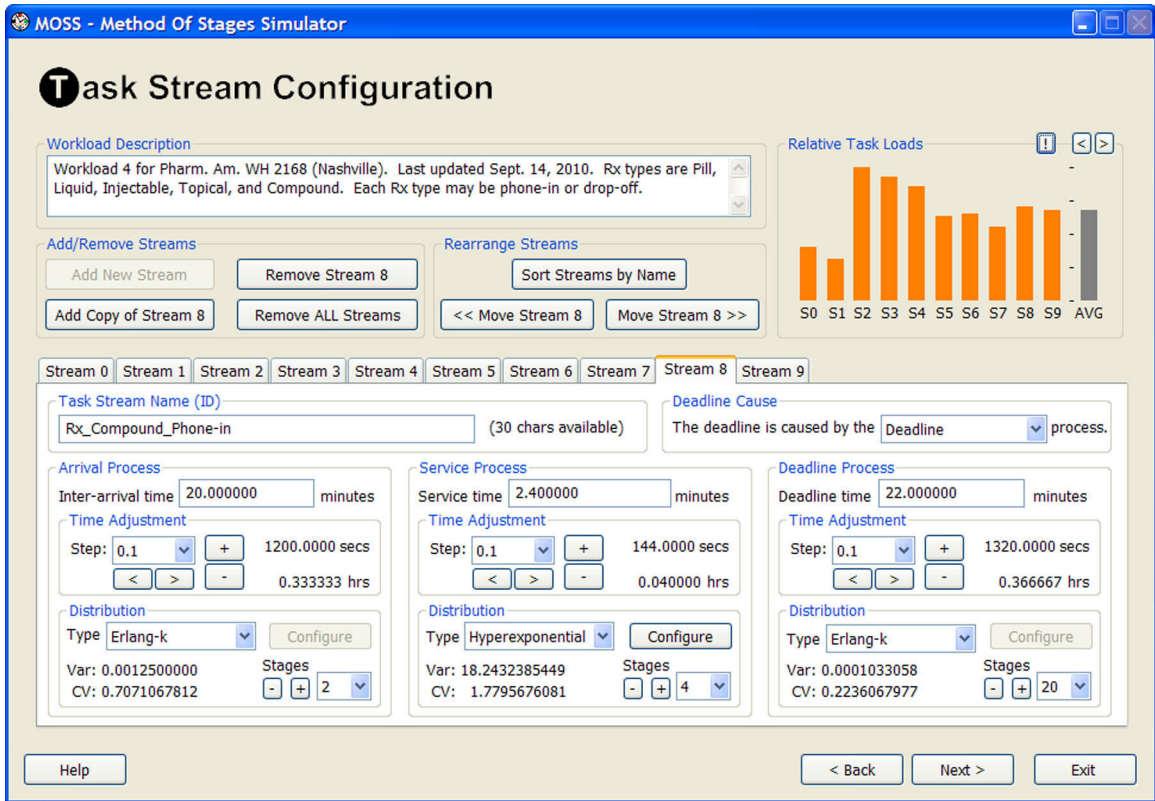 MOSS - Method Of Stages Simulator
Task Stream Configuration
Workload Description
Workload 4 for Pharm. Am. WH 2168 (Nashville). Last updated Sept. 14, 2010. Rx types are Pill,
Liquid, Injectable, Topical, and Compound. Each Rx type may be phone-in or drop-off.
Relative Task Loads
! < >
S0 S1 S2 S3 S4 S5 S6 S7 S8 S9 AVG
Add/Remove Streams
Add New Stream Remove Stream 8
Add Copy of Stream 8 Remove ALL Streams
Rearrange Streams
Sort Streams by Name
<< Move Stream 8 Move Stream 8 >>
Stream 0 Stream 1 Stream 2 Stream 3 Stream 4 Stream 5 Stream 6 Stream 7 Stream 8 Stream 9
Task Stream Name (ID)
Rx_Compound_Phone-in (30 chars available)
Deadline Cause
The deadline is caused by the Deadline process.
Arrival Process
Inter-arrival time 20.000000 minutes
Time Adjustment
Step: 0.1 + 1200.0000 secs
< > - 0.333333 hrs
Distribution
Type Erlang-k Configure
Var: 0.0012500000 Stages
CV: 0.7071067812 - + 2
Service Process
Service time 2.400000 minutes
Time Adjustment
Step: 0.1 + 144.0000 secs
< > - 0.040000 hrs
Distribution
Type Hyperexponential Configure
Var: 18.2432385449 Stages
CV: 1.7795676081 - + 4
Deadline Process
Deadline time 22.000000 minutes
Time Adjustment
Step: 0.1 + 1320.0000 secs
< > - 0.366667 hrs
Distribution
Type Erlang-k Configure
Var: 0.0001033058 Stages
CV: 0.2236067977 - + 20
Help < Back Next > Exit